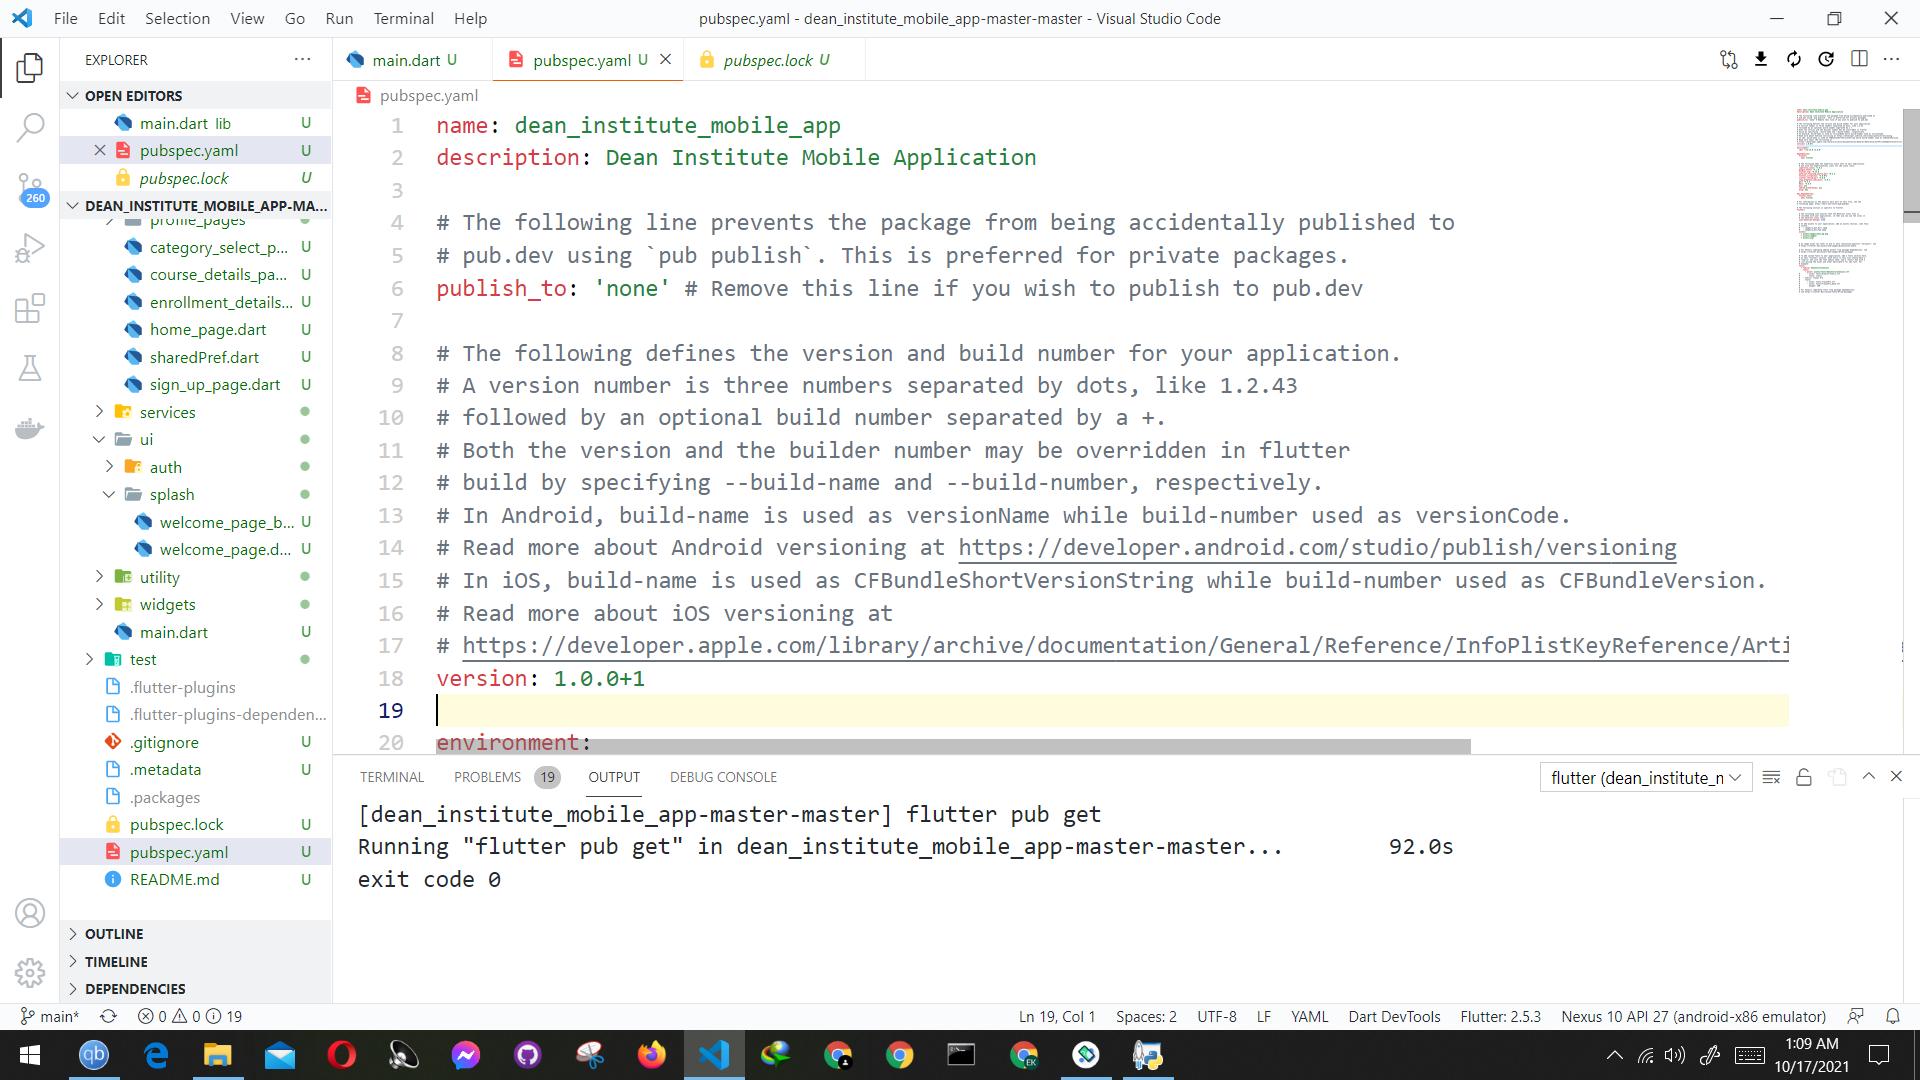 File Edit Selection View Go Run Terminal Help
pubspec.yaml - dean_institute_mobile_app-master-master - Visual Studio Code
EXPLORER
OPEN EDITORS
main.dart lib U
pubspec.yaml U
pubspec.lock U
260
DEAN_INSTITUTE_MOBILE_APP-MA...
profile_pages
category_select_p... U
course_details_pa... U
enrollment_details... U
home_page.dart U
sharedPref.dart U
sign_up_page.dart U
services
ui
auth
splash
welcome_page_b... U
welcome_page.d... U
utility
widgets
main.dart U
test
.flutter-plugins
.flutter-plugins-dependen...
.gitignore U
.metadata U
.packages
pubspec.lock U
pubspec.yaml U
README.md U
OUTLINE
TIMELINE
DEPENDENCIES
main.dart U
pubspec.yaml U
pubspec.lock U
pubspec.yaml
1 name: dean_institute_mobile_app
2 description: Dean Institute Mobile Application
3
4 # The following line prevents the package from being accidentally published to
5 # pub.dev using `pub publish`. This is preferred for private packages.
6 publish_to: 'none' # Remove this line if you wish to publish to pub.dev
7
8 # The following defines the version and build number for your application.
9 # A version number is three numbers separated by dots, like 1.2.43
10 # followed by an optional build number separated by a +.
11 # Both the version and the builder number may be overridden in flutter
12 # build by specifying --build-name and --build-number, respectively.
13 # In Android, build-name is used as versionName while build-number used as versionCode.
14 # Read more about Android versioning at https://developer.android.com/studio/publish/versioning
15 # In iOS, build-name is used as CFBundleShortVersionString while build-number used as CFBundleVersion.
16 # Read more about iOS versioning at
17 # https://developer.apple.com/library/archive/documentation/General/Reference/InfoPlistKeyReference/Arti
18 version: 1.0.0+1
19
20 environment:
TERMINAL PROBLEMS 19 OUTPUT DEBUG CONSOLE
flutter (dean_institute_n
[dean_institute_mobile_app-master-master] flutter pub get
Running "flutter pub get" in dean_institute_mobile_app-master-master... 92.0s
exit code 0
main* 0 0 19
Ln 19, Col 1 Spaces: 2 UTF-8 LF YAML Dart DevTools Flutter: 2.5.3 Nexus 10 API 27 (android-x86 emulator)
qb
EK
1:09 AM
10/17/2021